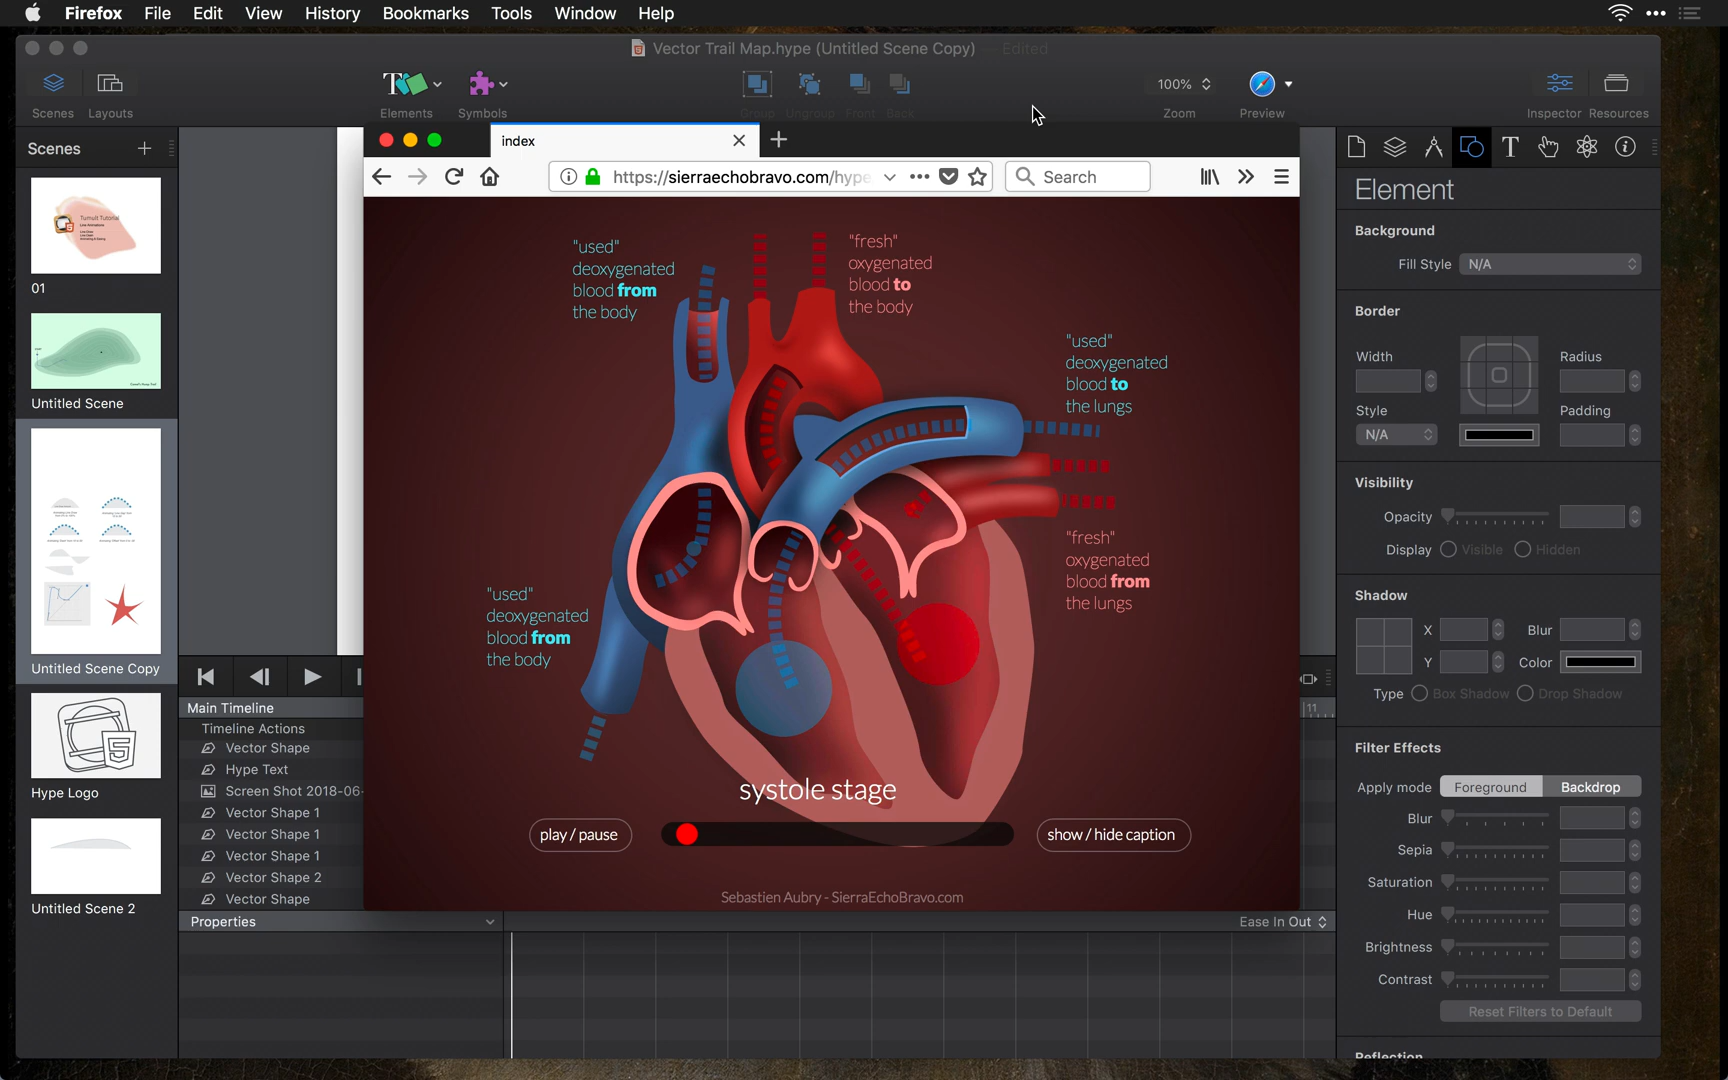 Firefox File Edit View History Bookmarks Tools Window Help
Vector Trail Map.hype (Untitled Scene Copy) — Edited
Scenes Layouts
Elements Symbols
Group Ungroup Front Back
100%
Zoom
Preview
Inspector Resources
Scenes
Tumult Tutorial
01
Untitled Scene
Untitled Scene Copy
Hype Logo
Untitled Scene 2
index
https://sierraechobravo.com/hype
Search
"used"
deoxygenated
blood from
the body
"fresh"
oxygenated
blood to
the body
"used"
deoxygenated
blood to
the lungs
"fresh"
oxygenated
blood from
the lungs
"used"
deoxygenated
blood from
the body
systole stage
play / pause
show / hide caption
Sebastien Aubry - SierraEchoBravo.com
Main Timeline
11
Timeline Actions
Vector Shape
Hype Text
Screen Shot 2018-06-
Vector Shape 1
Vector Shape 1
Vector Shape 1
Vector Shape 2
Vector Shape
Properties
Ease In Out
Element
Background
Fill Style N/A
Border
Width Radius
Style Padding
N/A
Visibility
Opacity
Display Visible Hidden
Shadow
X Blur
Y Color
Type Box Shadow Drop Shadow
Filter Effects
Apply mode Foreground Backdrop
Blur
Sepia
Saturation
Hue
Brightness
Contrast
Reset Filters to Default
Reflection